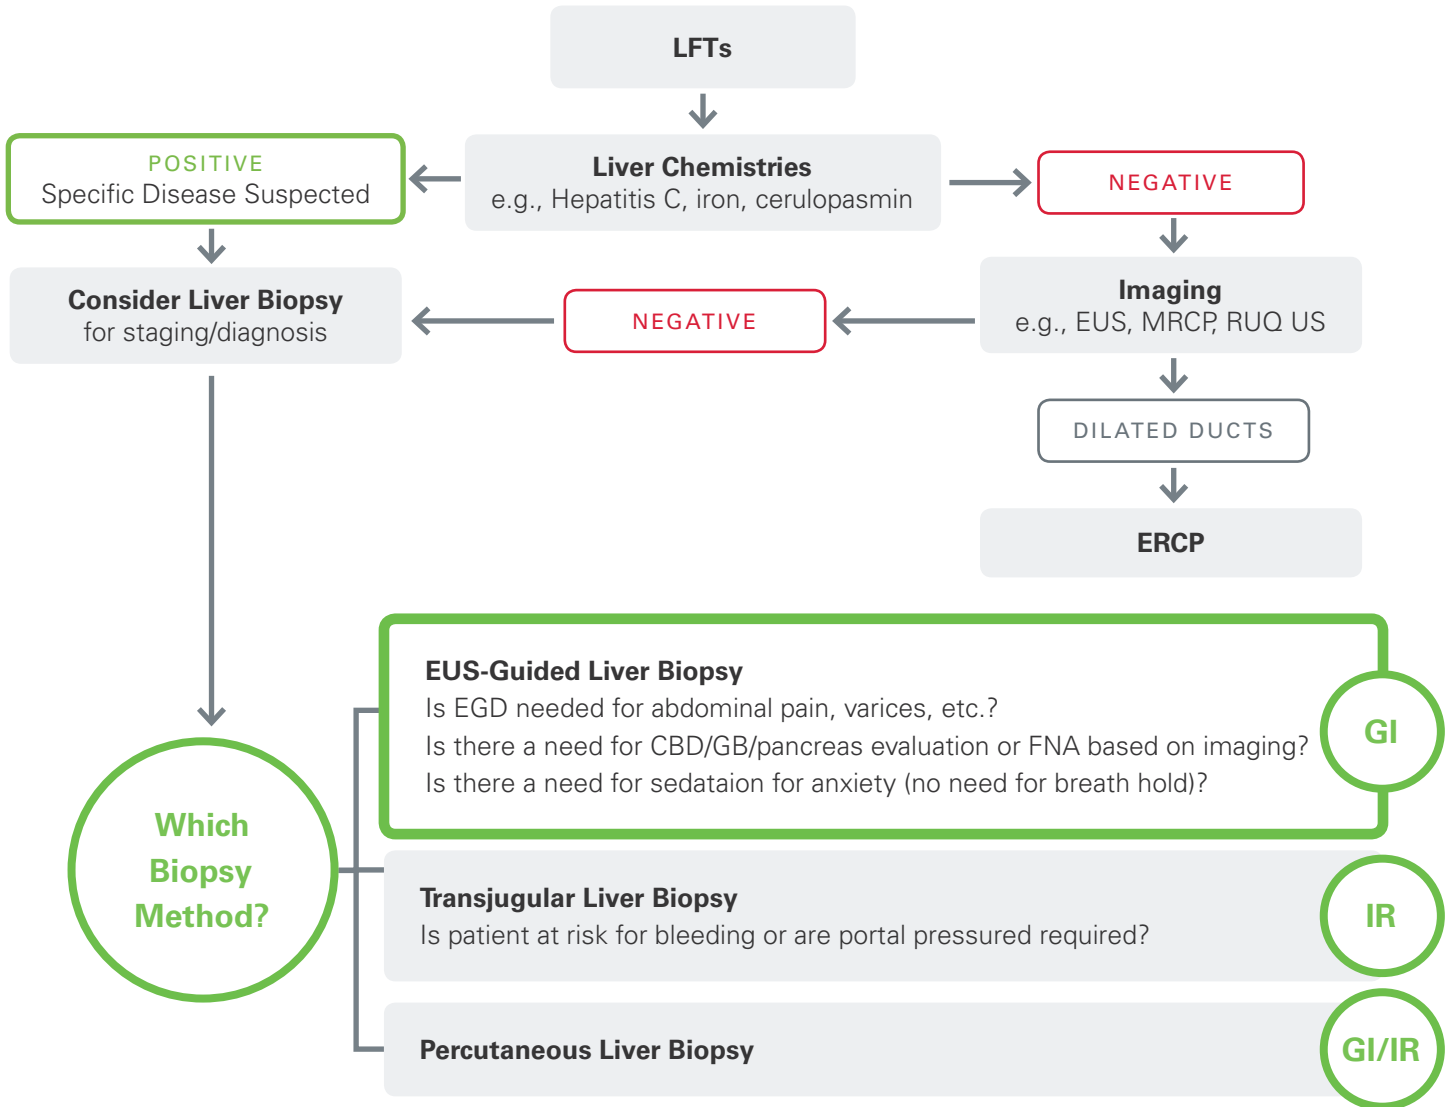 LFTs
Liver Chemistries
e.g., Hepatitis C, iron, cerulopasmin
POSITIVE
Specific Disease Suspected
NEGATIVE
Consider Liver Biopsy
for staging/diagnosis
NEGATIVE
Imaging
e.g., EUS, MRCP, RUQ US
DILATED DUCTS
ERCP
Which
Biopsy
Method?
EUS-Guided Liver Biopsy
Is EGD needed for abdominal pain, varices, etc.?
Is there a need for CBD/GB/pancreas evaluation or FNA based on imaging?
Is there a need for sedataion for anxiety (no need for breath hold)?
GI
Transjugular Liver Biopsy
Is patient at risk for bleeding or are portal pressured required?
IR
Percutaneous Liver Biopsy
GI/IR